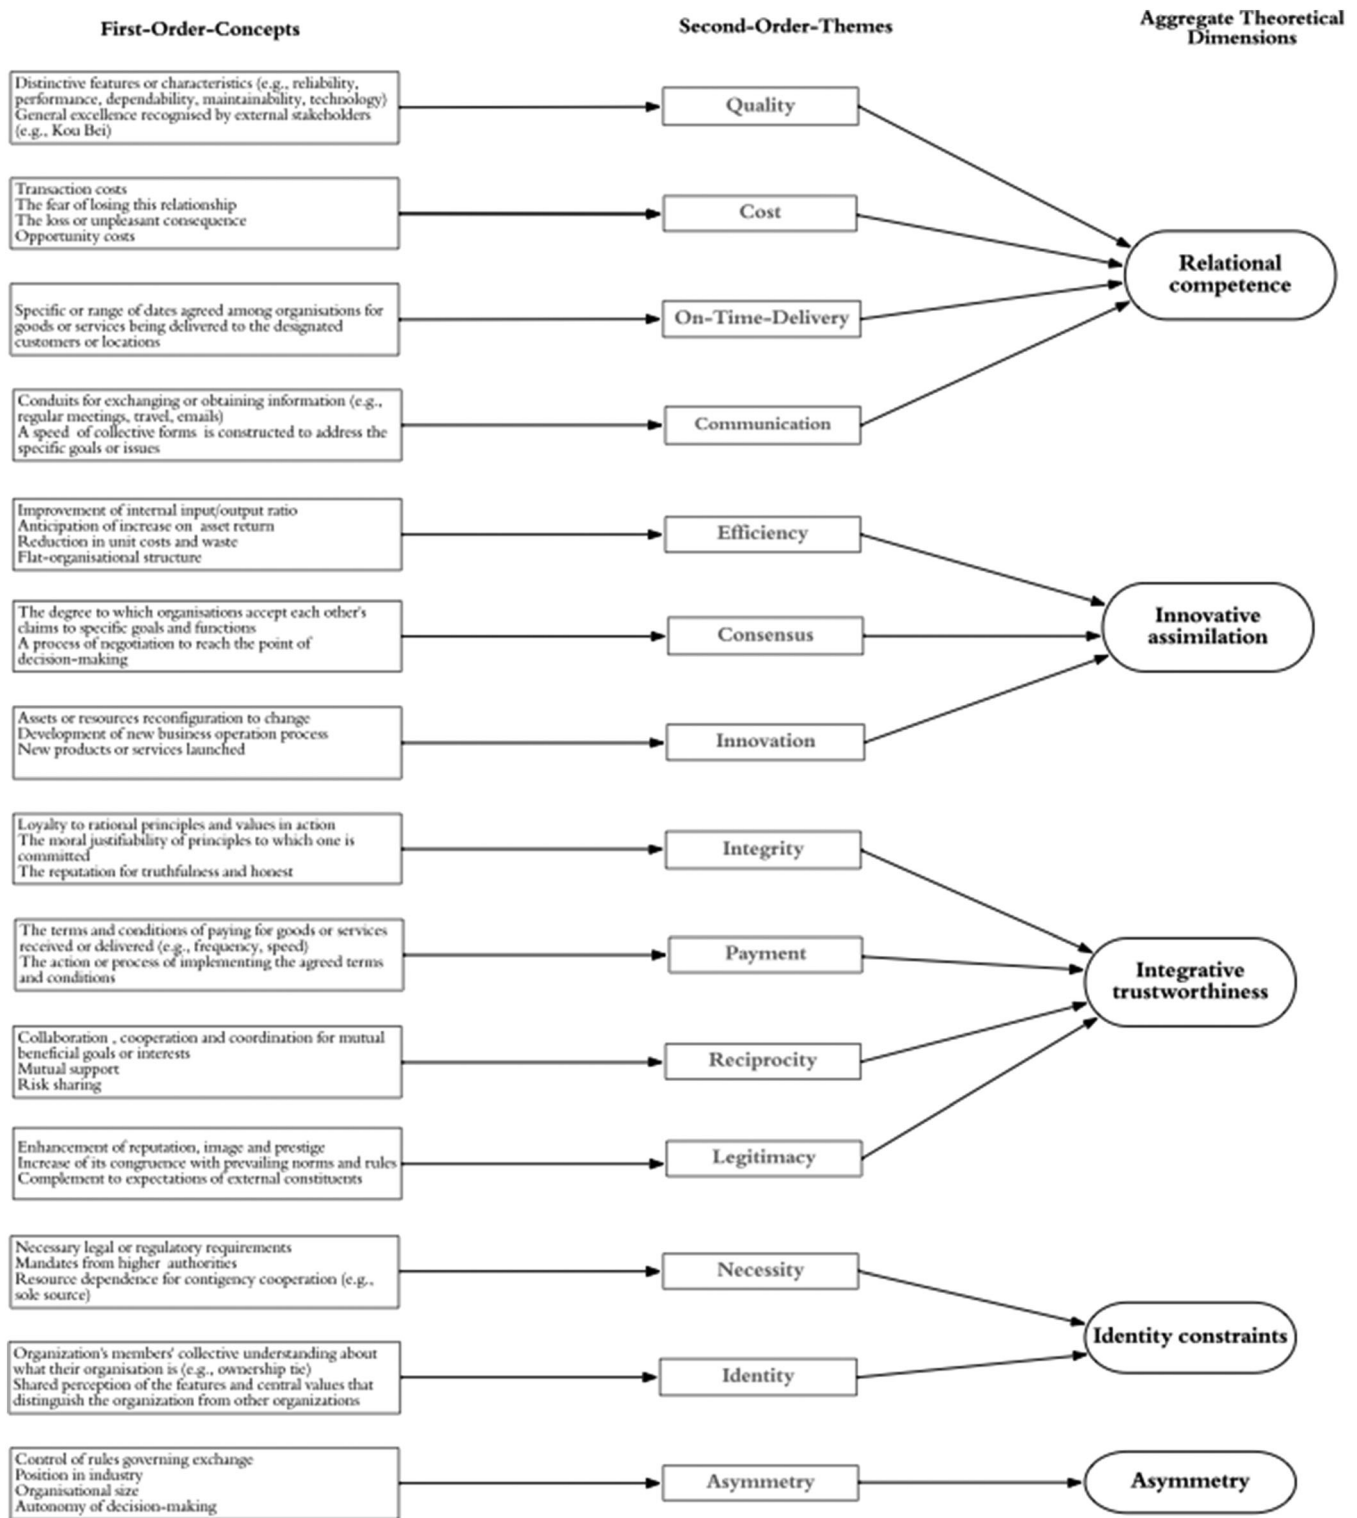 First-Order-Concepts
Second-Order-Themes
Aggregate Theoretical
Dimensions
Distinctive features or characteristics (e.g., reliability,
performance, dependability, maintainability, technology)
General excellence recognised by external stakeholders
(e.g., Kou Bei)
Quality
Transaction costs
The fear of losing this relationship
The loss or unpleasant consequence
Opportunity costs
Cost
Relational
competence
Specific or range of dates agreed among organisations for
goods or services being delivered to the designated
customers or locations
On-Time-Delivery
Conduits for exchanging or obtaining information (e.g.,
regular meetings, travel, emails)
A speed of collective forms is constructed to address the
specific goals or issues
Communication
Improvement of internal input/output ratio
Anticipation of increase on asset return
Reduction in unit costs and waste
Flat-organisational structure
Efficiency
The degree to which organisations accept each other's
claims to specific goals and functions
A process of negotiation to reach the point of
decision-making
Consensus
Innovative
assimilation
Assets or resources reconfiguration to change
Development of new business operation process
New products or services launched
Innovation
Loyalty to rational principles and values in action
The moral justifiability of principles to which one is
committed
The reputation for truthfulness and honest
Integrity
The terms and conditions of paying for goods or services
received or delivered (e.g., frequency, speed)
The action or process of implementing the agreed terms
and conditions
Payment
Integrative
trustworthiness
Collaboration , cooperation and coordination for mutual
beneficial goals or interests
Mutual support
Risk sharing
Reciprocity
Enhancement of reputation, image and prestige
Increase of its congruence with prevailing norms and rules
Complement to expectations of external constituents
Legitimacy
Necessary legal or regulatory requirements
Mandates from higher authorities
Resource dependence for contigency cooperation (e.g.,
sole source)
Necessity
Identity constraints
Organization's members' collective understanding about
what their organisation is (e.g., ownership tie)
Shared perception of the features and central values that
distinguish the organization from other organizations
Identity
Control of rules governing exchange
Position in industry
Organisational size
Autonomy of decision-making
Asymmetry
Asymmetry